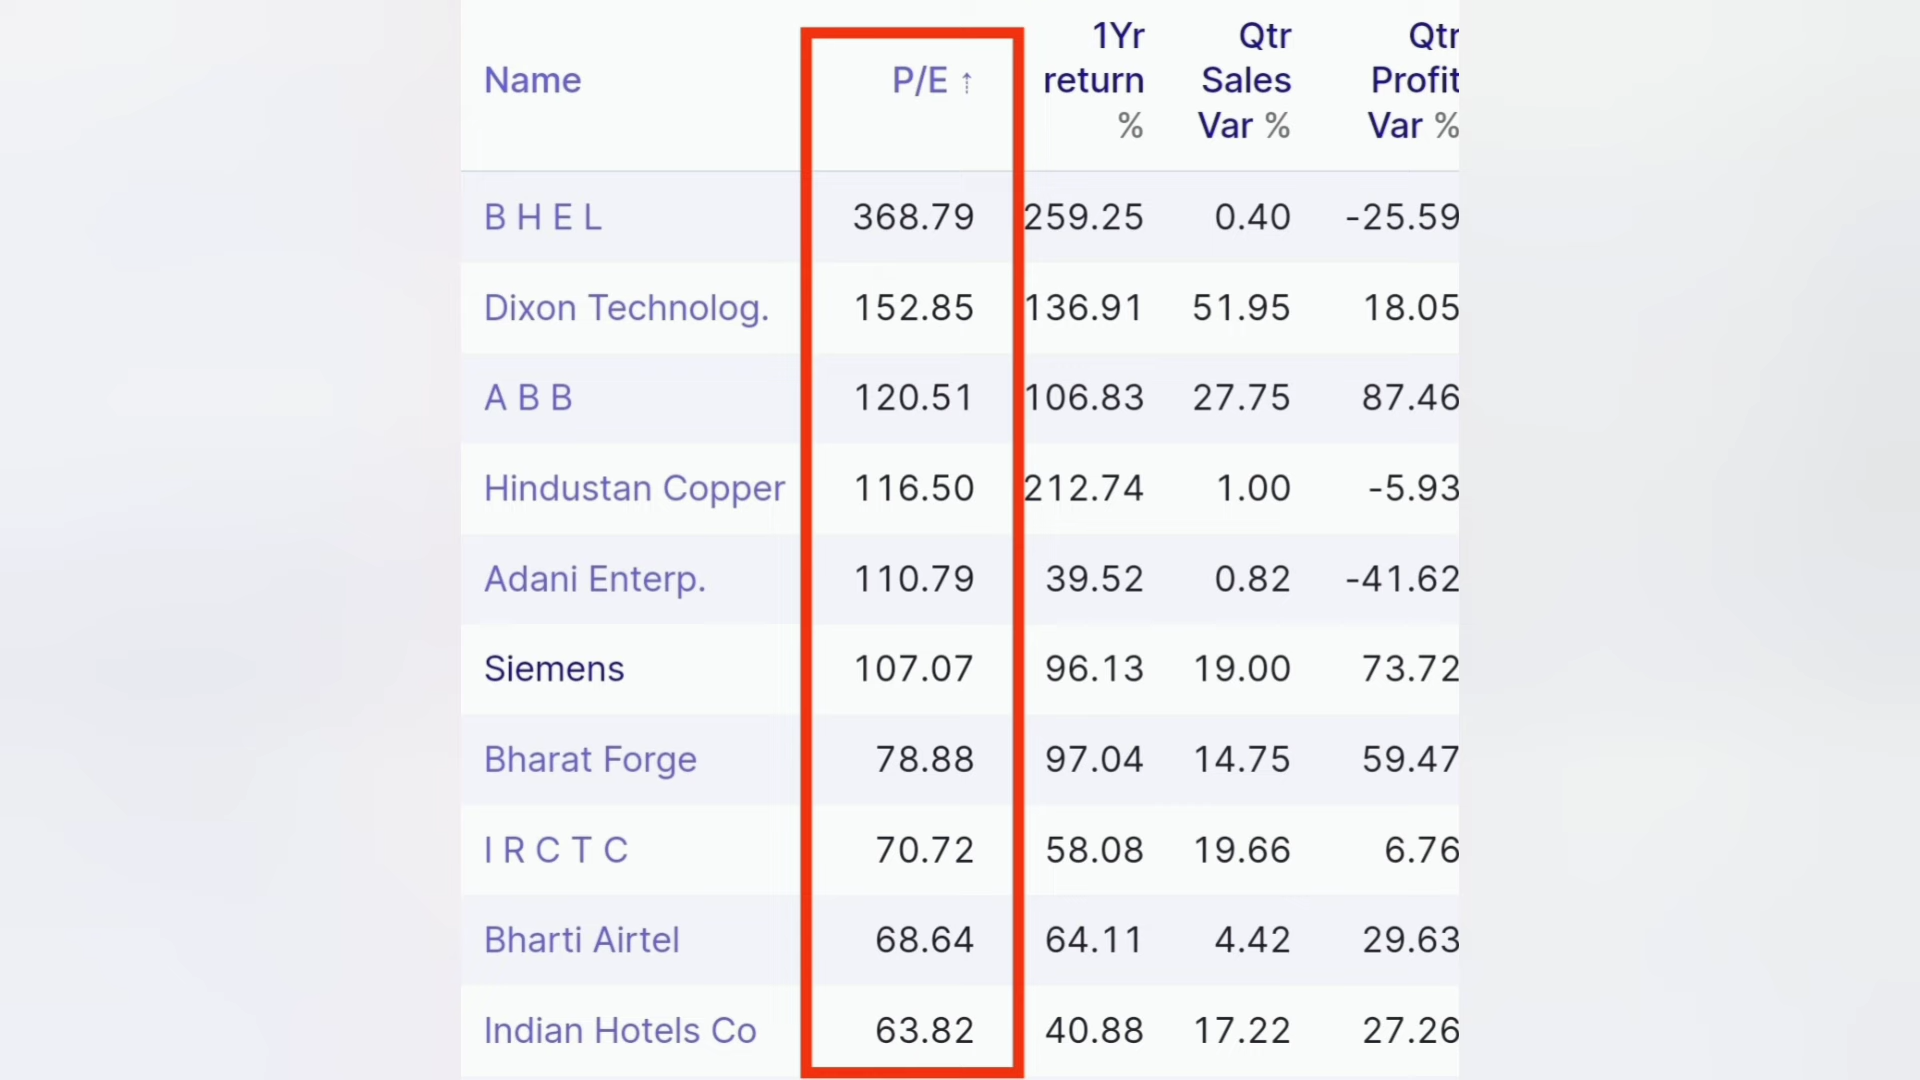 Name P/E ↑ 1Yr return % Qtr Sales Var % Qtr Profit Var %
B H E L 368.79 259.25 0.40 -25.59
Dixon Technolog. 152.85 136.91 51.95 18.05
A B B 120.51 106.83 27.75 87.46
Hindustan Copper 116.50 212.74 1.00 -5.93
Adani Enterp. 110.79 39.52 0.82 -41.62
Siemens 107.07 96.13 19.00 73.72
Bharat Forge 78.88 97.04 14.75 59.47
I R C T C 70.72 58.08 19.66 6.76
Bharti Airtel 68.64 64.11 4.42 29.63
Indian Hotels Co 63.82 40.88 17.22 27.26